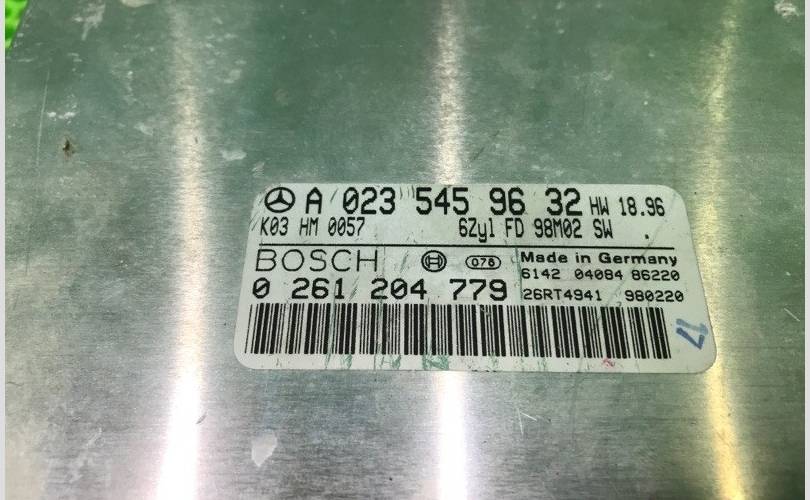 A 023 545 96 32 HW 18.96
K03 HM 0057 6Zyl FD 98M02 SW .
BOSCH 076 Made in Germany
6142 04084 86220
0 261 204 779 26RT4941 980220
17